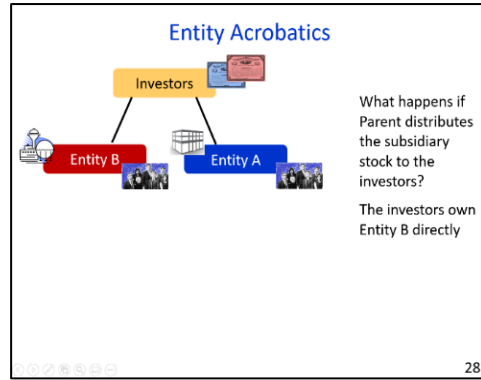 Entity Acrobatics
Investors
Entity B
Entity A
What happens if
Parent distributes
the subsidiary
stock to the
investors?
The investors own
Entity B directly
28